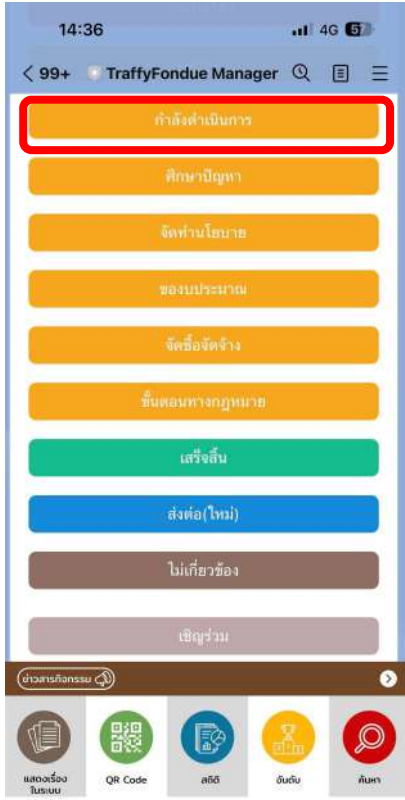 14:36
4G 57
99+ TraffyFondue Manager
กำลังดำเนินการ
ศึกษาปัญหา
จัดทำนโยบาย
ของบประมาณ
จัดซื้อจัดจ้าง
ขั้นตอนทางกฎหมาย
เสร็จสิ้น
ส่งต่อ(ใหม่)
ไม่เกี่ยวข้อง
เชิญร่วม
ข่าวสารกิจกรรม
แสดงเรื่อง
ในระบบ
QR Code
สถิติ
อันดับ
ค้นหา